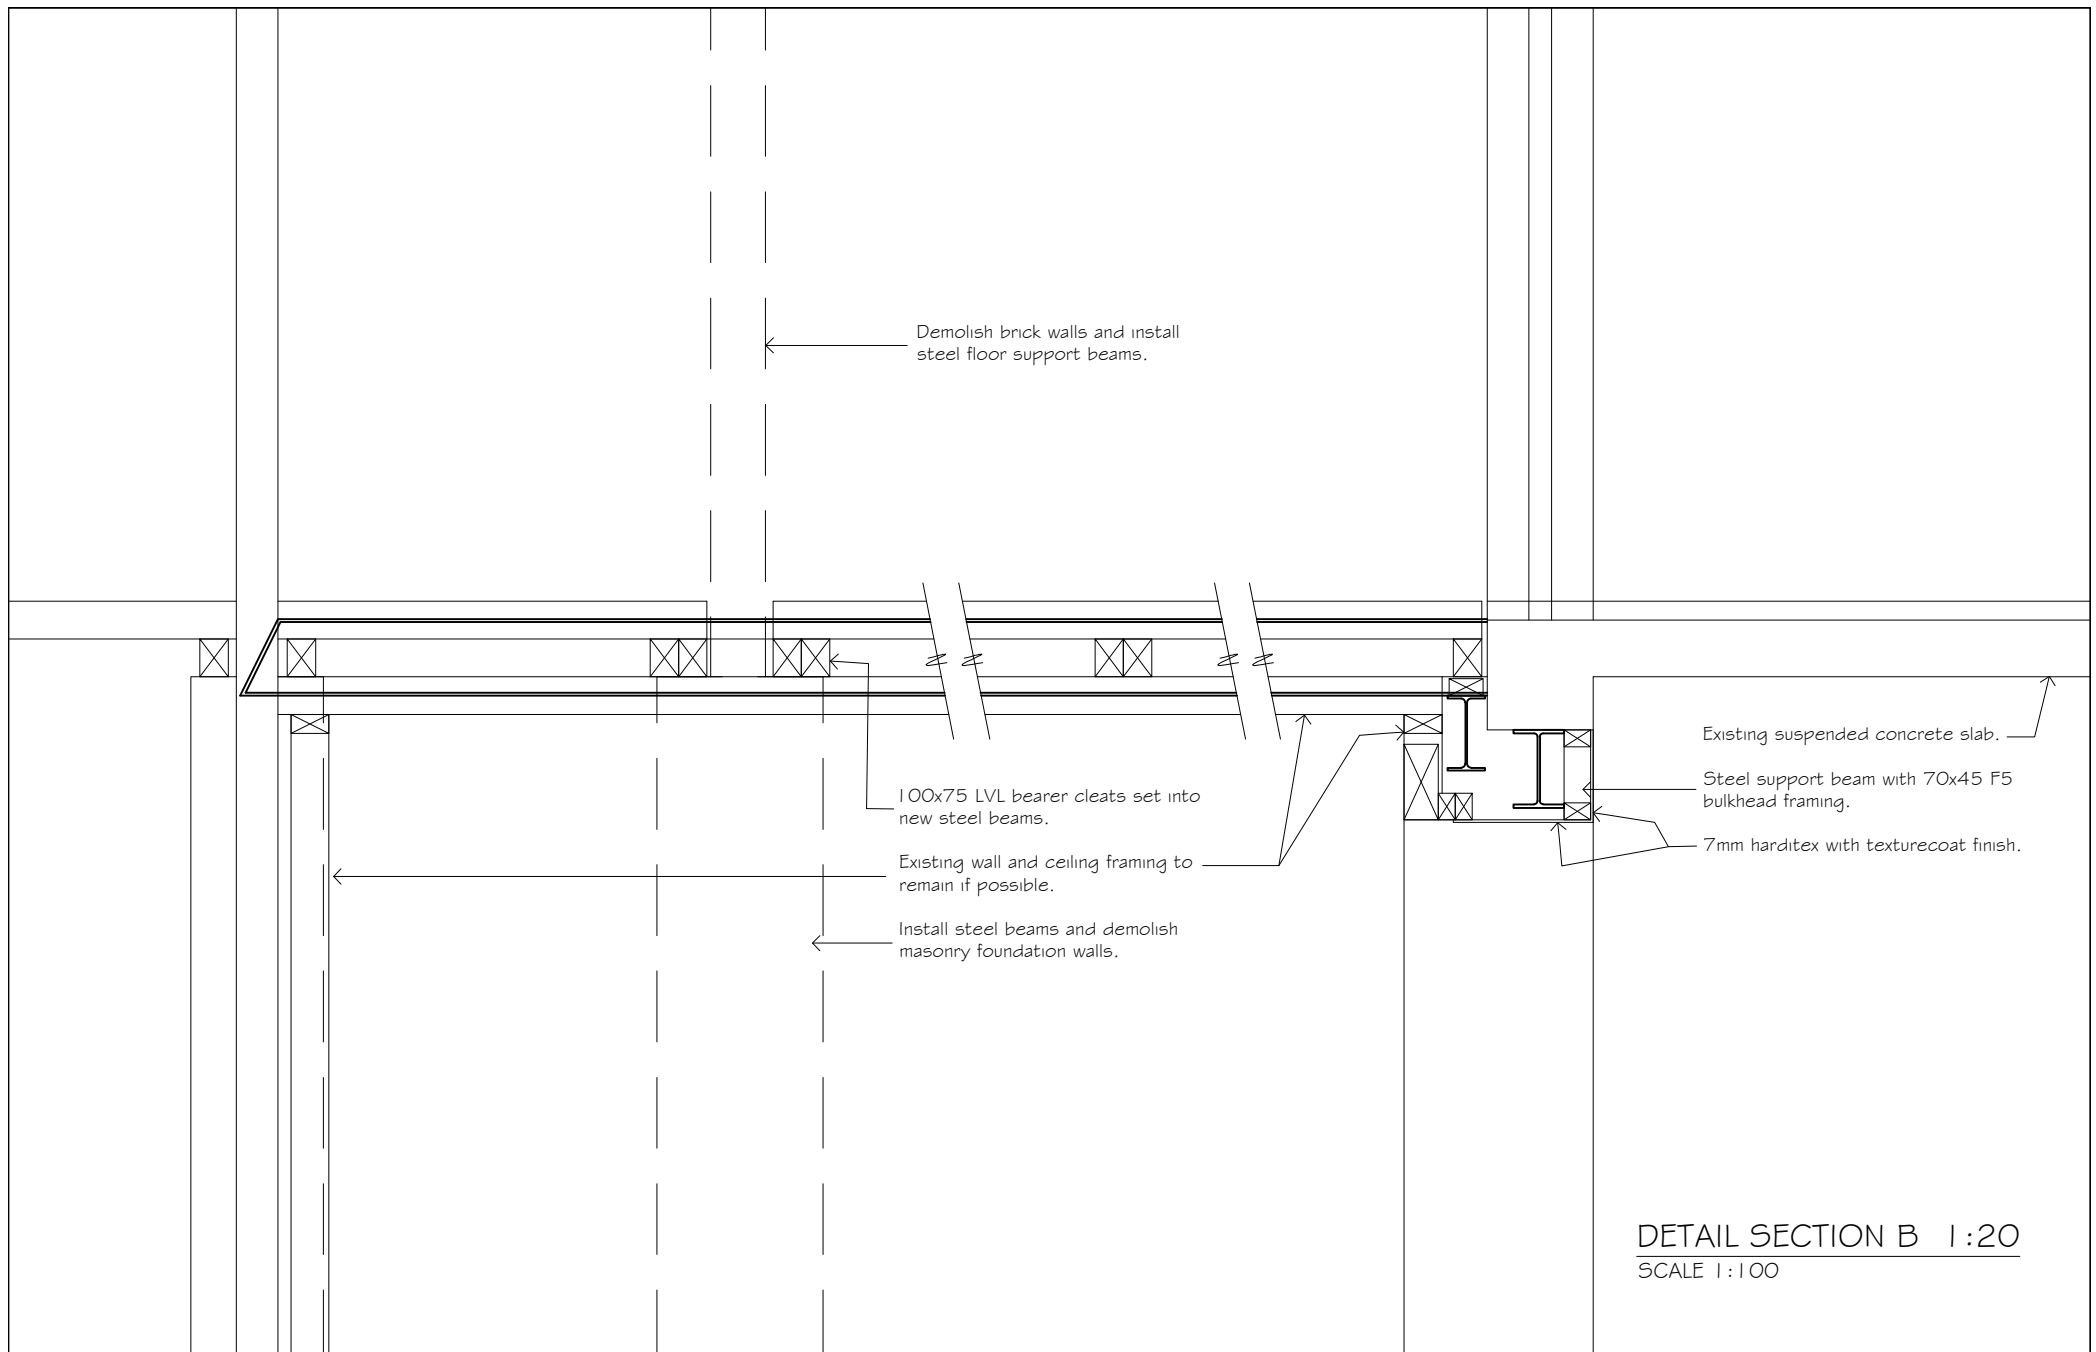 Demolish brick walls and install
steel floor support beams.
Existing suspended concrete slab.
Steel support beam with 70x45 F5
bulkhead framing.
7mm harditex with texturecoat finish.
100x75 LVL bearer cleats set into
new steel beams.
Existing wall and ceiling framing to
remain if possible.
Install steel beams and demolish
masonry foundation walls.
DETAIL SECTION B 1:20
SCALE 1:100